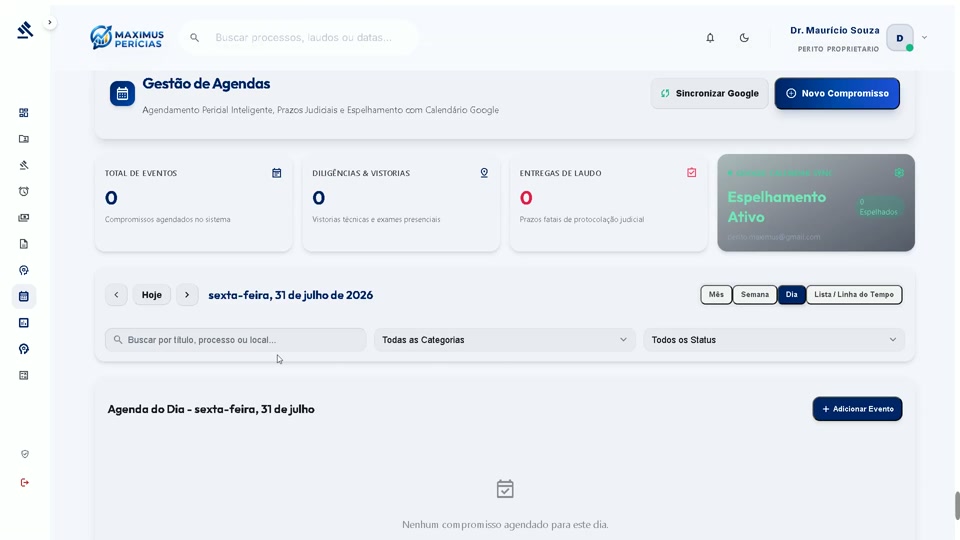 MAXIMUS
PERÍCIAS
Buscar processos, laudos ou datas...
Dr. Maurício Souza
PERITO PROPRIETARIO
D
Gestão de Agendas
Agendamento Pericial Inteligente, Prazos Judiciais e Espelhamento com Calendário Google
Sincronizar Google
Novo Compromisso
TOTAL DE EVENTOS
0
Compromissos agendados no sistema
DILIGÊNCIAS & VISTORIAS
0
Vistorias técnicas e exames presenciais
ENTREGAS DE LAUDO
0
Prazos fatais de protocolação judicial
Espelhamento
Ativo
0
Espelhados
perito.maximus@gmail.com
Hoje
sexta-feira, 31 de julho de 2026
Mês
Semana
Dia
Lista / Linha do Tempo
Buscar por título, processo ou local...
Todas as Categorias
Todos os Status
Agenda do Dia - sexta-feira, 31 de julho
+ Adicionar Evento
Nenhum compromisso agendado para este dia.